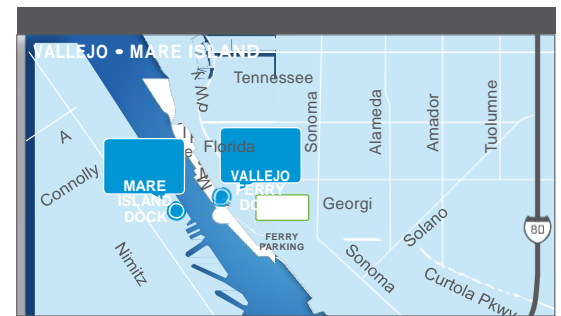 VALLEJO • MARE ISLAND
Tennessee
Sonoma
Alameda
Amador
Tuolumne
A
Florida
Connolly
MARE
ISLAND
DOCK
VALLEJO
FERRY
Georgi
FERRY
PARKING
Solano
80
Nimitz
Sonoma
Curtola Pkwy